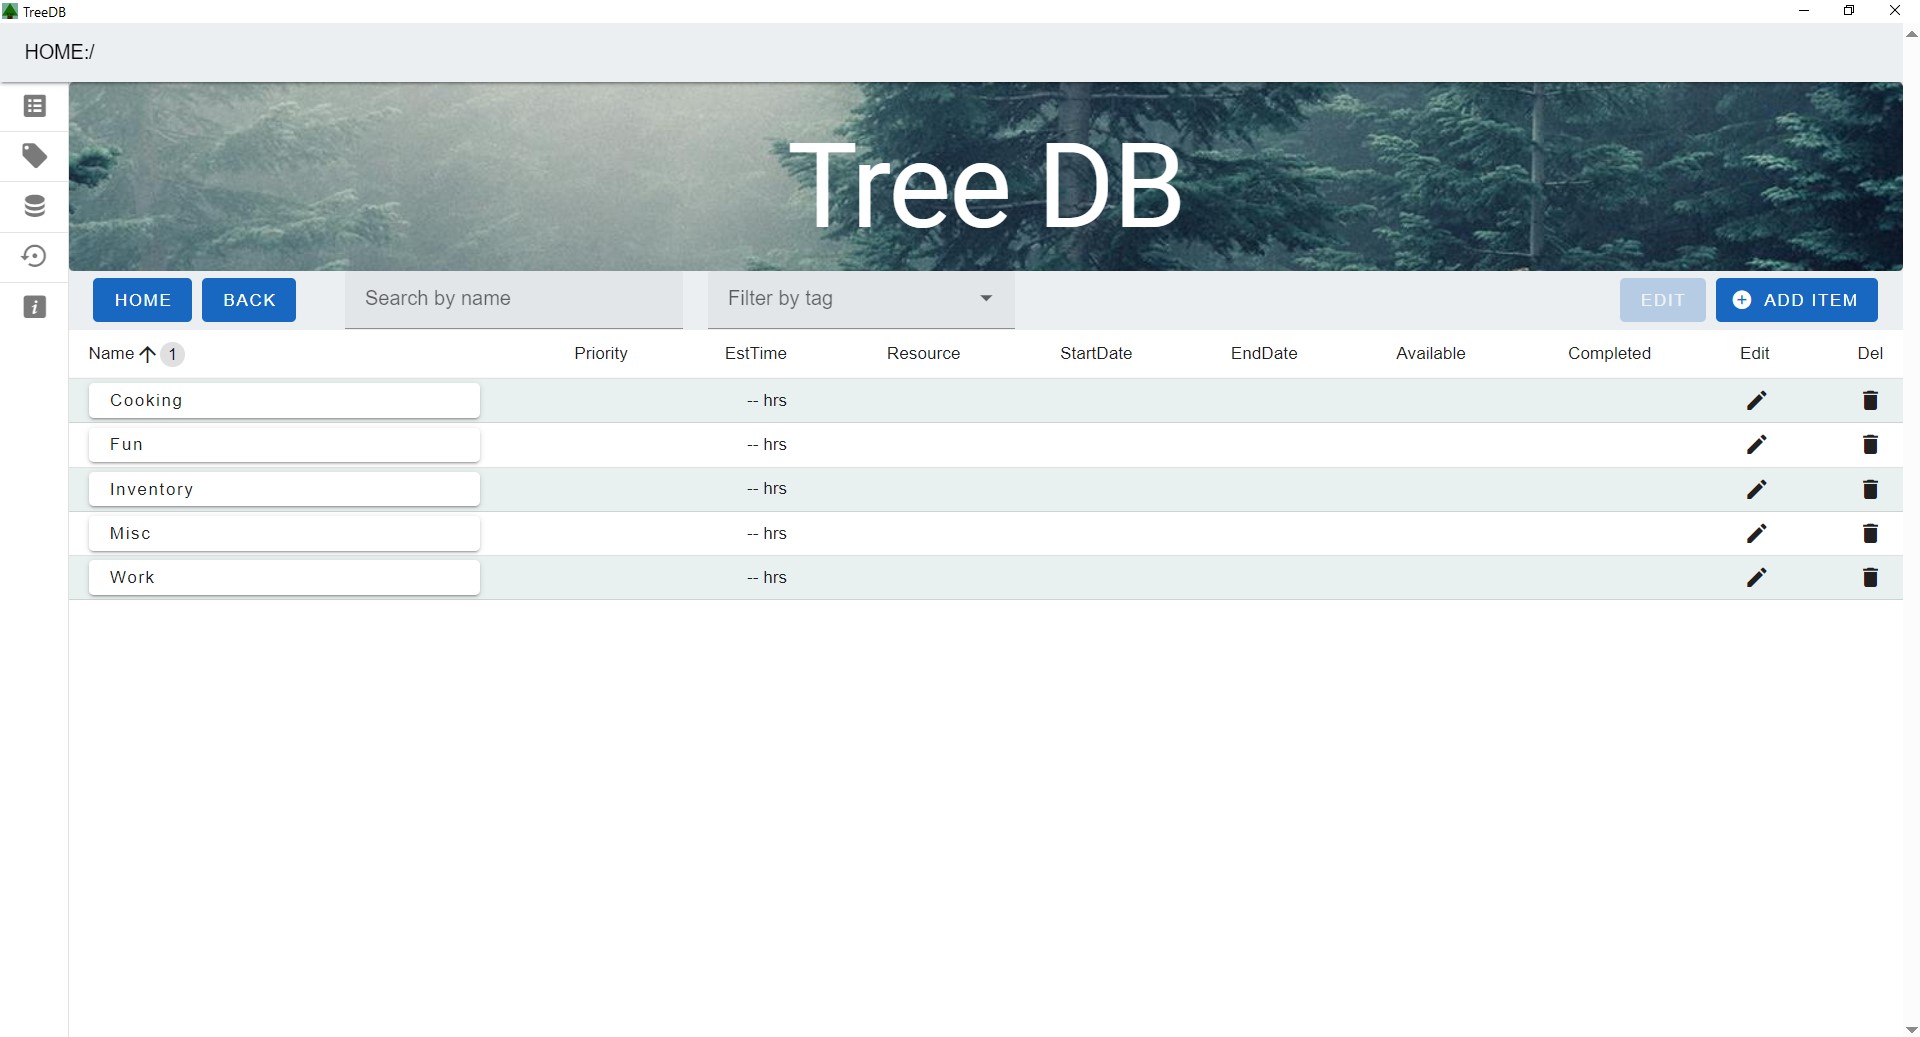 TreeDB
HOME:/
Tree DB
HOME BACK Search by name Filter by tag EDIT ADD ITEM
Name 1 Priority EstTime Resource StartDate EndDate Available Completed Edit Del
Cooking -- hrs
Fun -- hrs
Inventory -- hrs
Misc -- hrs
Work -- hrs